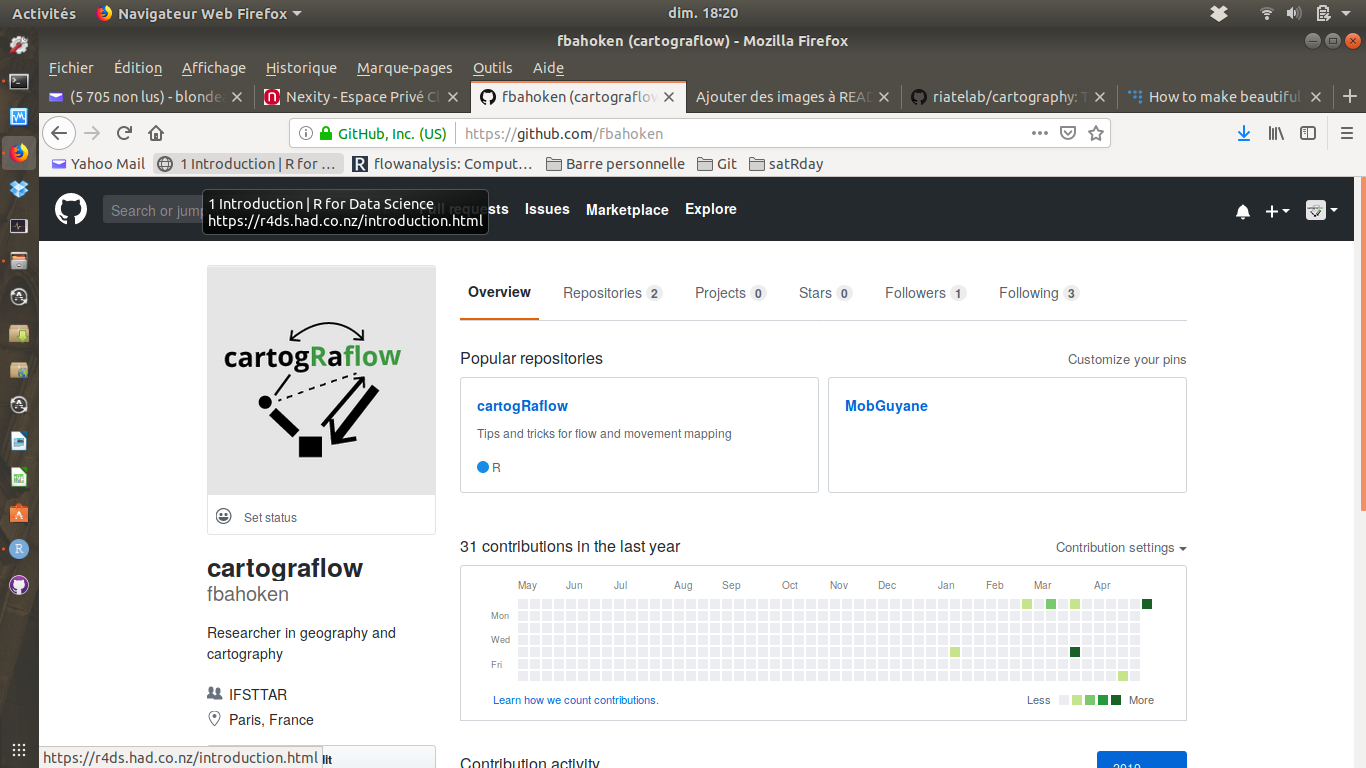 Activités Navigateur Web Firefox dim. 18:20
fbahoken (cartograflow) - Mozilla Firefox
Fichier Édition Affichage Historique Marque-pages Outils Aide
(5 705 non lus) - blonde Nexity - Espace Privé Cl fbahoken (cartograflow Ajouter des images à READ riatelab/cartography: T How to make beautiful
GitHub, Inc. (US) https://github.com/fbahoken
Yahoo Mail 1 Introduction | R for ... flowanalysis: Comput... Barre personnelle Git satRday
Search or jump requests Issues Marketplace Explore
1 Introduction | R for Data Science
https://r4ds.had.co.nz/introduction.html
Overview Repositories 2 Projects 0 Stars 0 Followers 1 Following 3
cartogRaflow
Set status
cartograflow
fbahoken
Researcher in geography and
cartography
IFSTTAR
Paris, France
Popular repositories Customize your pins
cartogRaflow
Tips and tricks for flow and movement mapping
R
MobGuyane
31 contributions in the last year Contribution settings
May Jun Jul Aug Sep Oct Nov Dec Jan Feb Mar Apr
Mon
Wed
Fri
Learn how we count contributions. Less More
Contribution activity 2019
https://r4ds.had.co.nz/introduction.html